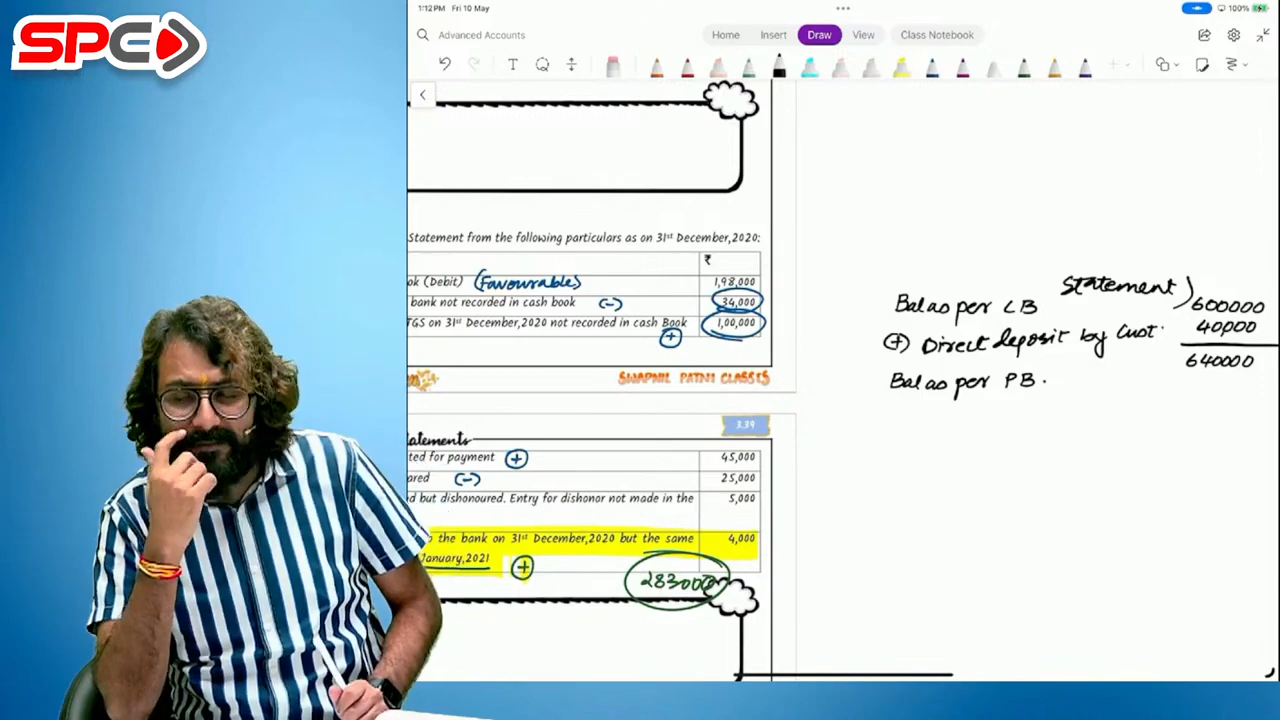 SPC
1:12 PM Fri 10 May
100%
Advanced Accounts
Home Insert Draw View Class Notebook
Statement from the following particulars as on 31st December,2020:
₹
ok (Debit) (Favourable) 1,98,000
bank not recorded in cash book (-) 34,000
TGS on 31st December,2020 not recorded in cash Book 1,00,000
+
SWAPNIL PATNI CLASSES
3.39
tatements
ted for payment + 45,000
ared (-) 25,000
d but dishonoured. Entry for dishonor not made in the 5,000
the bank on 31st December,2020 but the same 4,000
January,2021 +
283000
Statement)
Bal as per CB 600000
(+) Direct deposit by Cust. 40000
640000
Bal as per PB.